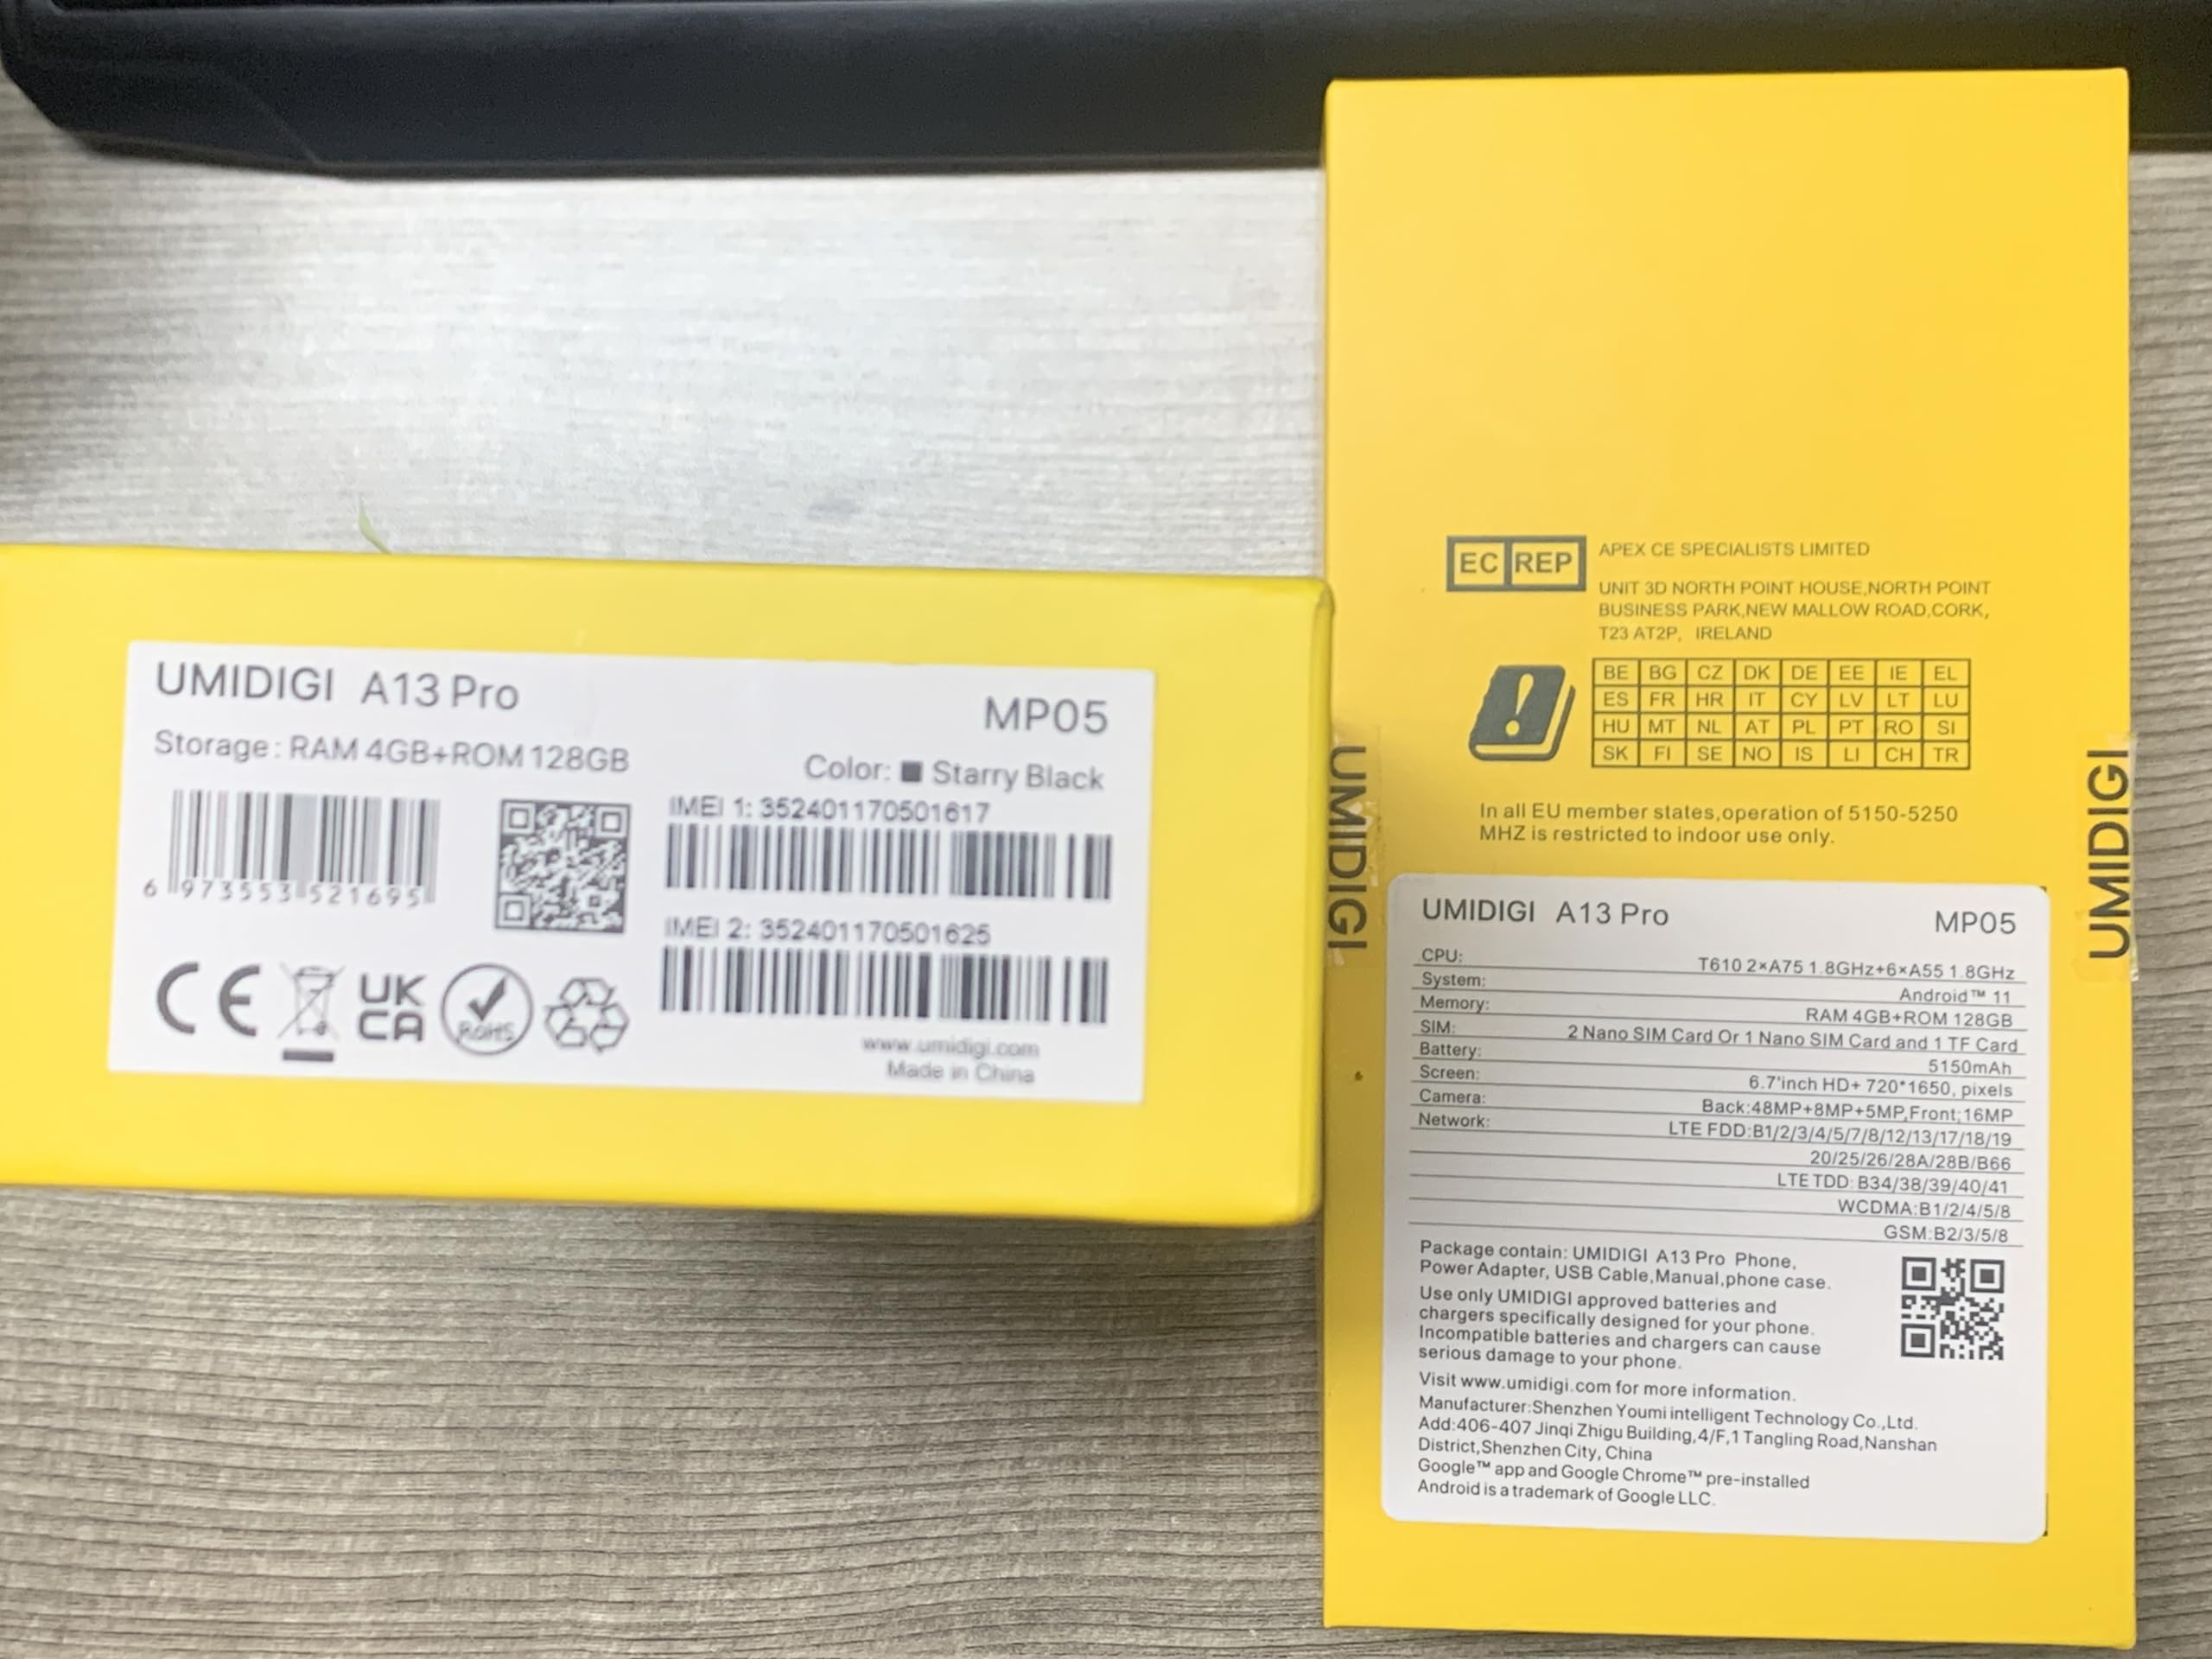 UMIDIGI A13 Pro
MP05
Storage: RAM 4GB+ROM 128GB
Color: Starry Black
6 973553 521695
IMEI 1: 352401170501617
IMEI 2: 352401170501625
CE
UK
CA
RoHS
www.umidigi.com
Made in China
EC REP
APEX CE SPECIALISTS LIMITED
UNIT 3D NORTH POINT HOUSE,NORTH POINT
BUSINESS PARK,NEW MALLOW ROAD,CORK,
T23 AT2P, IRELAND
BE BG CZ DK DE EE IE EL
ES FR HR IT CY LV LT LU
HU MT NL AT PL PT RO SI
SK FI SE NO IS LI CH TR
In all EU member states,operation of 5150-5250
MHZ is restricted to indoor use only.
UMIDIGI
UMIDIGI
UMIDIGI A13 Pro
MP05
CPU: T610 2×A75 1.8GHz+6×A55 1.8GHz
System: Android™ 11
Memory: RAM 4GB+ROM 128GB
SIM: 2 Nano SIM Card Or 1 Nano SIM Card and 1 TF Card
Battery: 5150mAh
Screen: 6.7'inch HD+ 720*1650, pixels
Camera: Back:48MP+8MP+5MP,Front;16MP
Network: LTE FDD:B1/2/3/4/5/7/8/12/13/17/18/19
20/25/26/28A/28B/B66
LTE TDD: B34/38/39/40/41
WCDMA:B1/2/4/5/8
GSM:B2/3/5/8
Package contain: UMIDIGI A13 Pro Phone,
Power Adapter, USB Cable,Manual,phone case.
Use only UMIDIGI approved batteries and
chargers specifically designed for your phone.
Incompatible batteries and chargers can cause
serious damage to your phone.
Visit www.umidigi.com for more information.
Manufacturer:Shenzhen Youmi intelligent Technology Co.,Ltd.
Add:406-407 Jinqi Zhigu Building,4/F,1 Tangling Road,Nanshan
District,Shenzhen City, China
Google™ app and Google Chrome™ pre-installed
Android is a trademark of Google LLC.